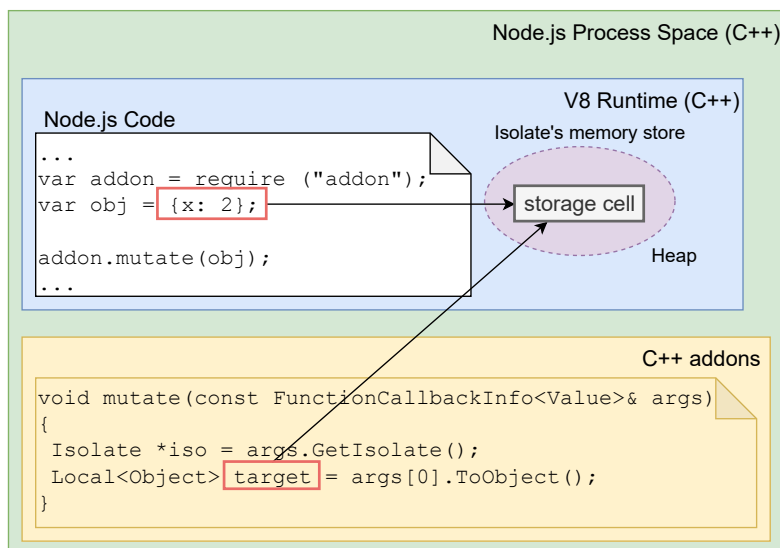 Node.js Process Space (C++)
V8 Runtime (C++)
Node.js Code
Isolate's memory store
...
var addon = require ("addon");
var obj = {x: 2};
storage cell
addon.mutate(obj);
Heap
...
C++ addons
void mutate(const FunctionCallbackInfo<Value>& args)
{
Isolate *iso = args.GetIsolate();
Local<Object> target = args[0].ToObject();
}